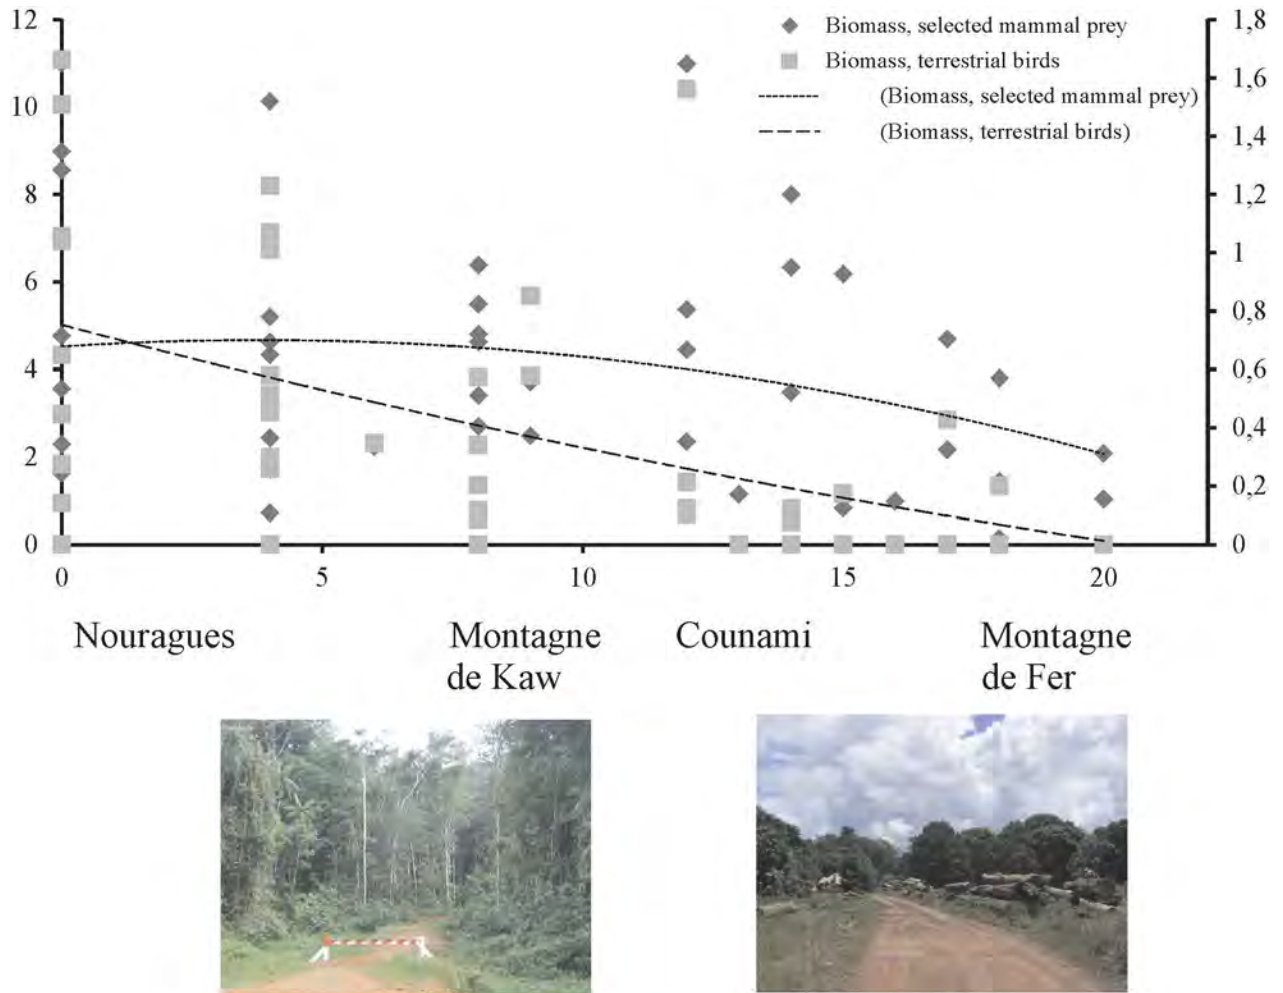 12
10
8
6
4
2
0
1,8
1,6
1,4
1,2
1
0,8
0,6
0,4
0,2
0
Biomass, selected mammal prey
Biomass, terrestrial birds
(Biomass, selected mammal prey)
(Biomass, terrestrial birds)
0 5 10 15 20
Nouragues
Montagne
de Kaw
Counami
Montagne
de Fer